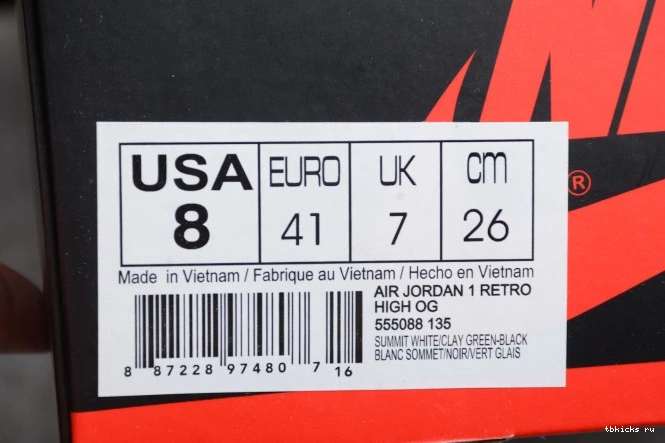 USA EURO UK cm
8 41 7 26
Made in Vietnam / Fabrique au Vietnam / Hecho en Vietnam
AIR JORDAN 1 RETRO
HIGH OG
555088 135
SUMMIT WHITE/CLAY GREEN-BLACK
BLANC SOMMET/NOIR/VERT GLAIS
8 87228 97480 7 16
®
tbkicks ru